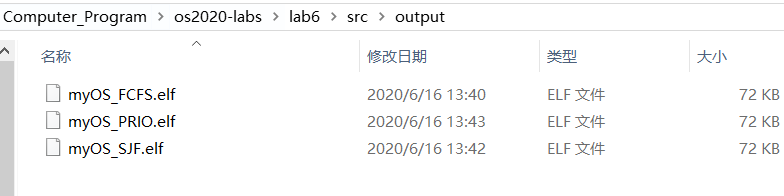 Computer_Program > os2020-labs > lab6 > src > output
名称 修改日期 类型 大小
myOS_FCFS.elf 2020/6/16 13:40 ELF 文件 72 KB
myOS_PRIO.elf 2020/6/16 13:43 ELF 文件 72 KB
myOS_SJF.elf 2020/6/16 13:42 ELF 文件 72 KB